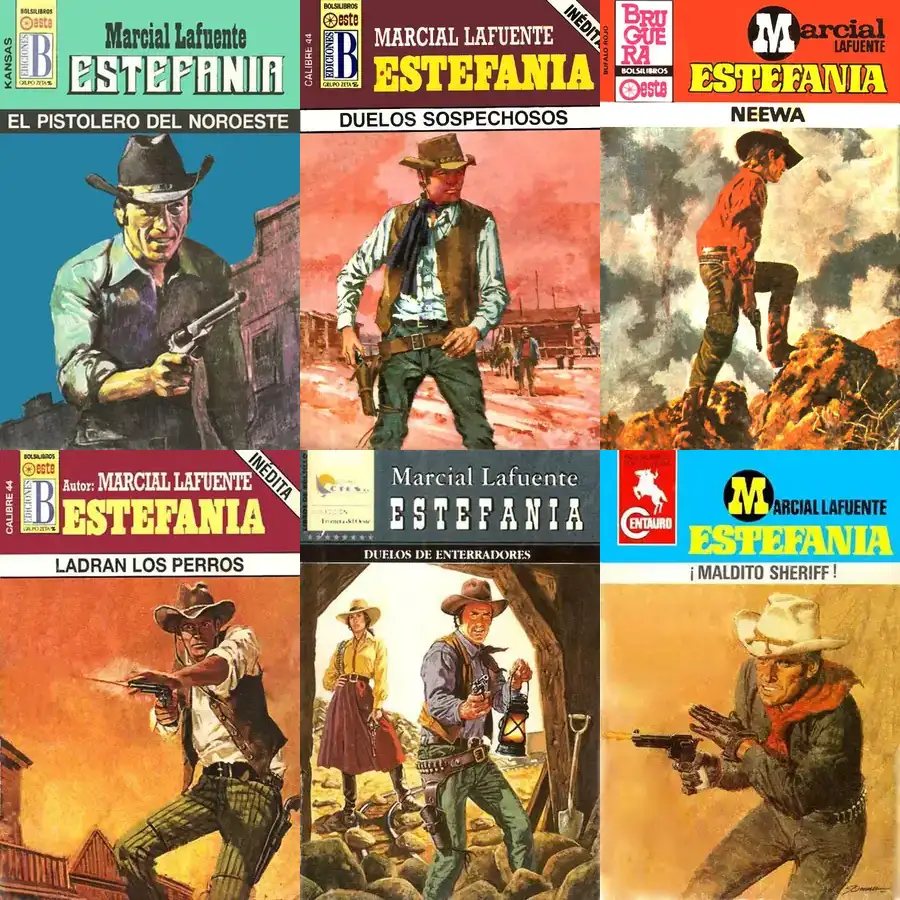 BOLSILIBROS
Oeste
KANSAS
B
EDICIONES
GRUPO ZETA
Marcial Lafuente
ESTEFANIA
EL PISTOLERO DEL NOROESTE
BOLSILIBROS
Oeste
CALIBRE 44
B
EDICIONES
GRUPO ZETA
INÉDITA
MARCIAL LAFUENTE
ESTEFANIA
DUELOS SOSPECHOSOS
BRU
GUE
RA
BOLSILIBROS
Oeste
BUFALO ROJO
Marcial
LAFUENTE
ESTEFANIA
NEEWA
BOLSILIBROS
Oeste
CALIBRE 44
B
EDICIONES
GRUPO ZETA
INÉDITA
Autor: MARCIAL LAFUENTE
ESTEFANIA
LADRAN LOS PERROS
Marcial Lafuente
ESTEFANIA
DUELOS DE ENTERRADORES
CENTAURO
MARCIAL LAFUENTE
ESTEFANIA
¡MALDITO SHERIFF!